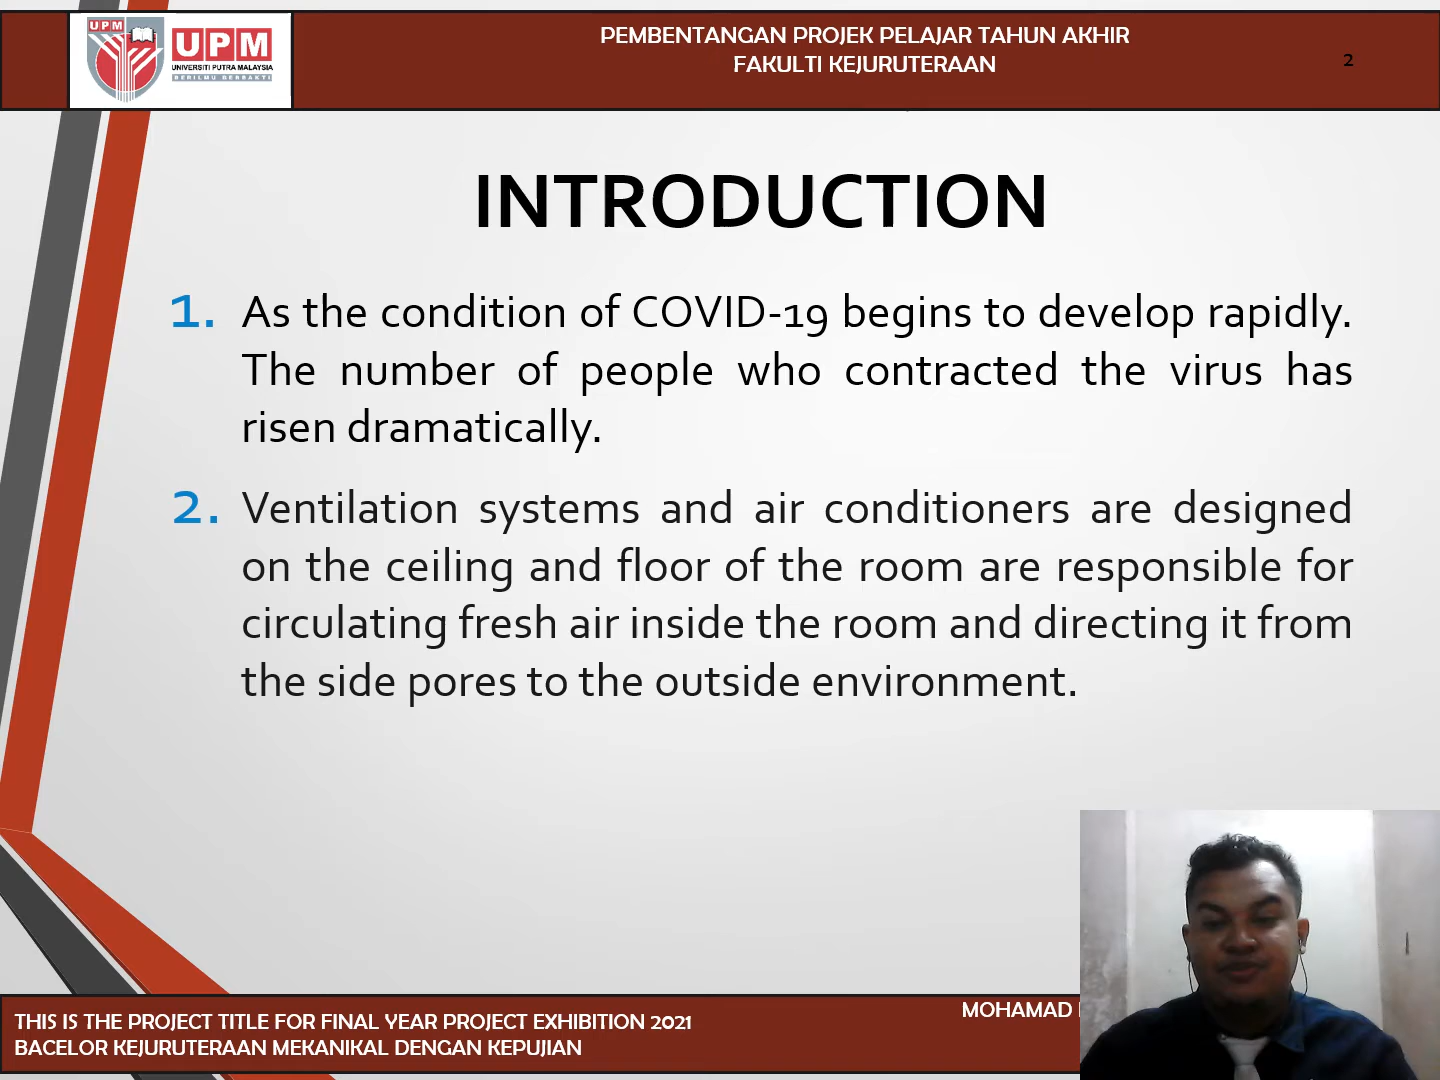 UPM
UPM
UNIVERSITI PUTRA MALAYSIA
BERILMU BERBAKTI
PEMBENTANGAN PROJEK PELAJAR TAHUN AKHIR
FAKULTI KEJURUTERAAN
2
INTRODUCTION
1. As the condition of COVID-19 begins to develop rapidly.
The number of people who contracted the virus has
risen dramatically.
2. Ventilation systems and air conditioners are designed
on the ceiling and floor of the room are responsible for
circulating fresh air inside the room and directing it from
the side pores to the outside environment.
MOHAMAD
THIS IS THE PROJECT TITLE FOR FINAL YEAR PROJECT EXHIBITION 2021
BACELOR KEJURUTERAAN MEKANIKAL DENGAN KEPUJIAN